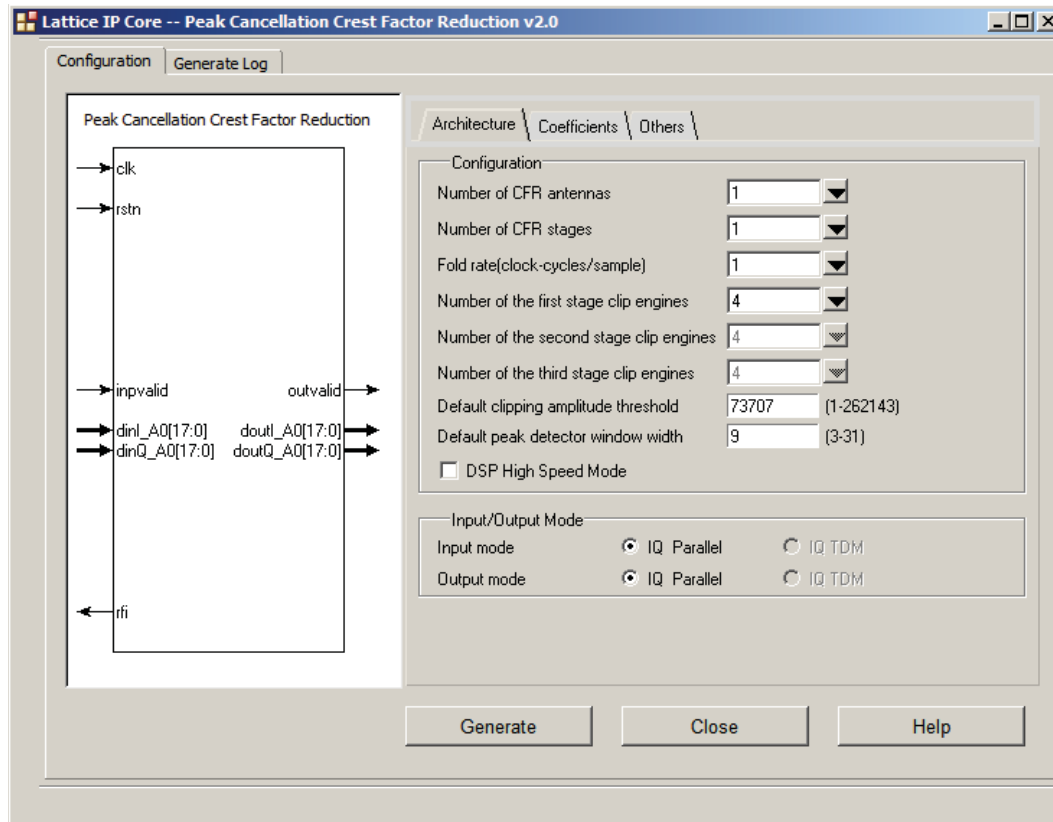 Lattice IP Core -- Peak Cancellation Crest Factor Reduction v2.0
Configuration Generate Log
Peak Cancellation Crest Factor Reduction
clk
rstn
inpvalid outvalid
dinI_A0[17:0] doutI_A0[17:0]
dinQ_A0[17:0] doutQ_A0[17:0]
rfi
Architecture Coefficients Others
Configuration
Number of CFR antennas 1
Number of CFR stages 1
Fold rate(clock-cycles/sample) 1
Number of the first stage clip engines 4
Number of the second stage clip engines 4
Number of the third stage clip engines 4
Default clipping amplitude threshold 73707 (1-262143)
Default peak detector window width 9 (3-31)
DSP High Speed Mode
Input/Output Mode
Input mode IQ Parallel IQ TDM
Output mode IQ Parallel IQ TDM
Generate Close Help